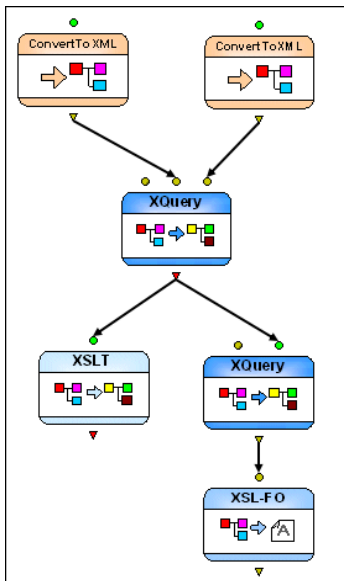 ConvertToXML
ConvertToXML
XQuery
XSLT
XQuery
XSL-FO
A